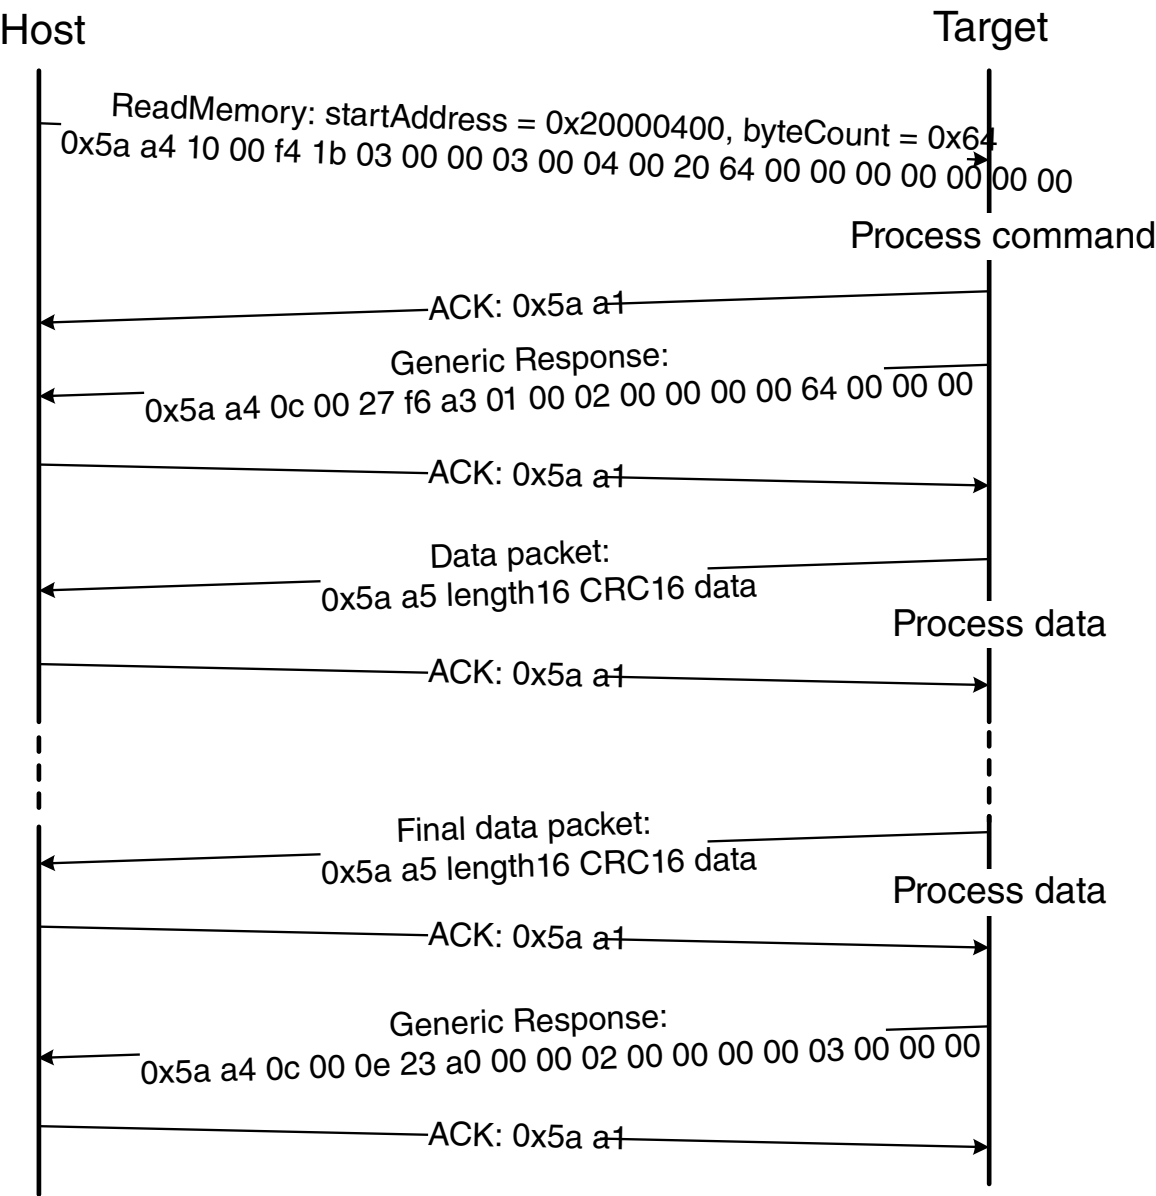 Host
Target
ReadMemory: startAddress = 0x20000400, byteCount = 0x64
0x5a a4 10 00 f4 1b 03 00 00 03 00 04 00 20 64 00 00 00 00 00 00 00
Process command
ACK: 0x5a a1
Generic Response:
0x5a a4 0c 00 27 f6 a3 01 00 02 00 00 00 00 64 00 00 00
ACK: 0x5a a1
Data packet:
0x5a a5 length16 CRC16 data
Process data
ACK: 0x5a a1
Final data packet:
0x5a a5 length16 CRC16 data
Process data
ACK: 0x5a a1
Generic Response:
0x5a a4 0c 00 0e 23 a0 00 00 02 00 00 00 00 03 00 00 00
ACK: 0x5a a1